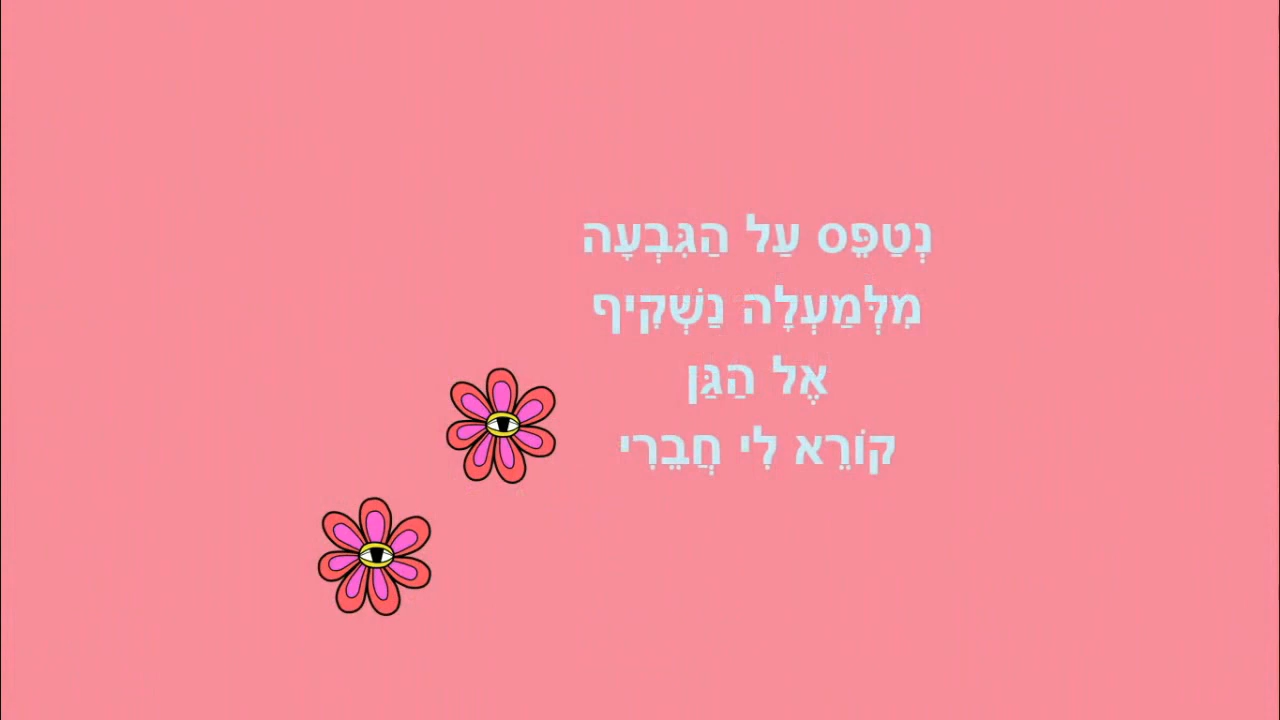 נְטַפֵּס עַל הַגִּבְעָה
מִלְּמַעְלָה נַשְׁקִיף
אֶל הַגַּן
קוֹרֵא לִי חֲבֵרִי